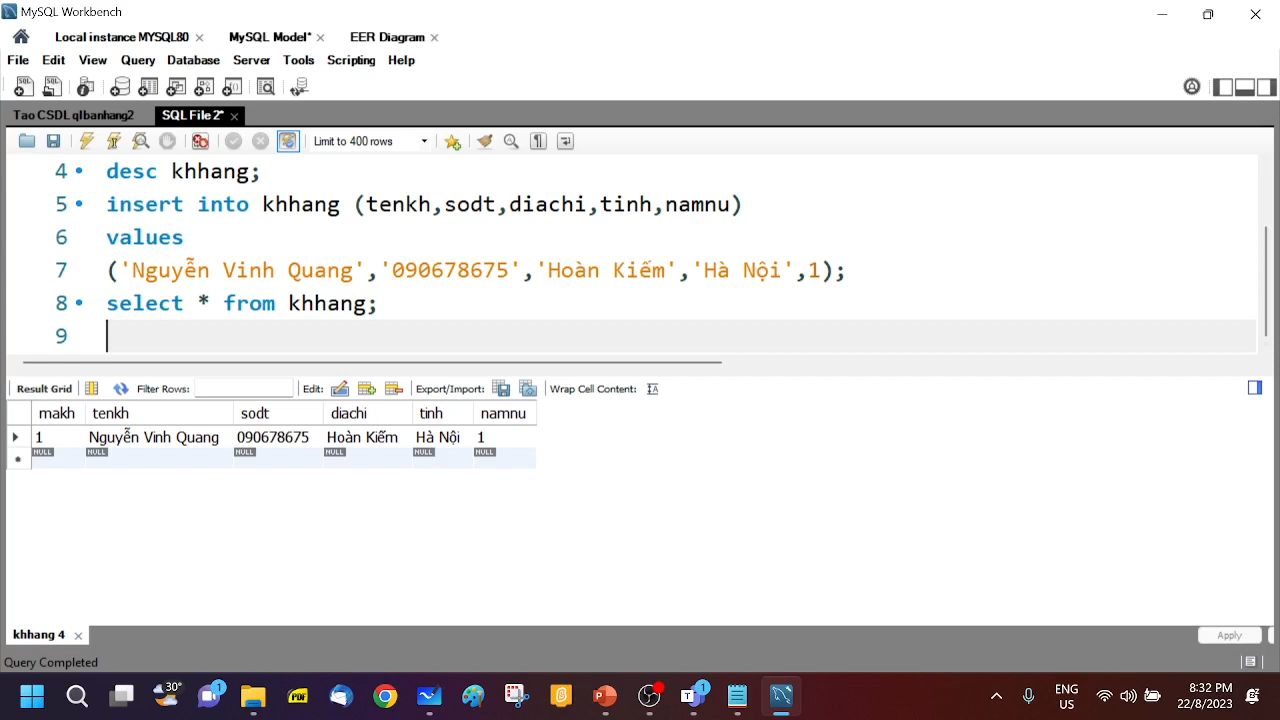 MySQL Workbench
Local instance MYSQL80
MySQL Model*
EER Diagram
File Edit View Query Database Server Tools Scripting Help
Tao CSDL qlbanhang2
SQL File 2*
Limit to 400 rows
4 desc khhang;
5 insert into khhang (tenkh,sodt,diachi,tinh,namnu)
6 values
7 ('Nguyễn Vinh Quang','090678675','Hoàn Kiếm','Hà Nội',1);
8 select * from khhang;
9
Result Grid Filter Rows: Edit: Export/Import: Wrap Cell Content:
makh tenkh sodt diachi tinh namnu
1 Nguyễn Vinh Quang 090678675 Hoàn Kiếm Hà Nội 1
NULL NULL NULL NULL NULL NULL
khhang 4
Apply
Query Completed
30°
1
PDF
1
ENG
US
8:32 PM
22/8/2023